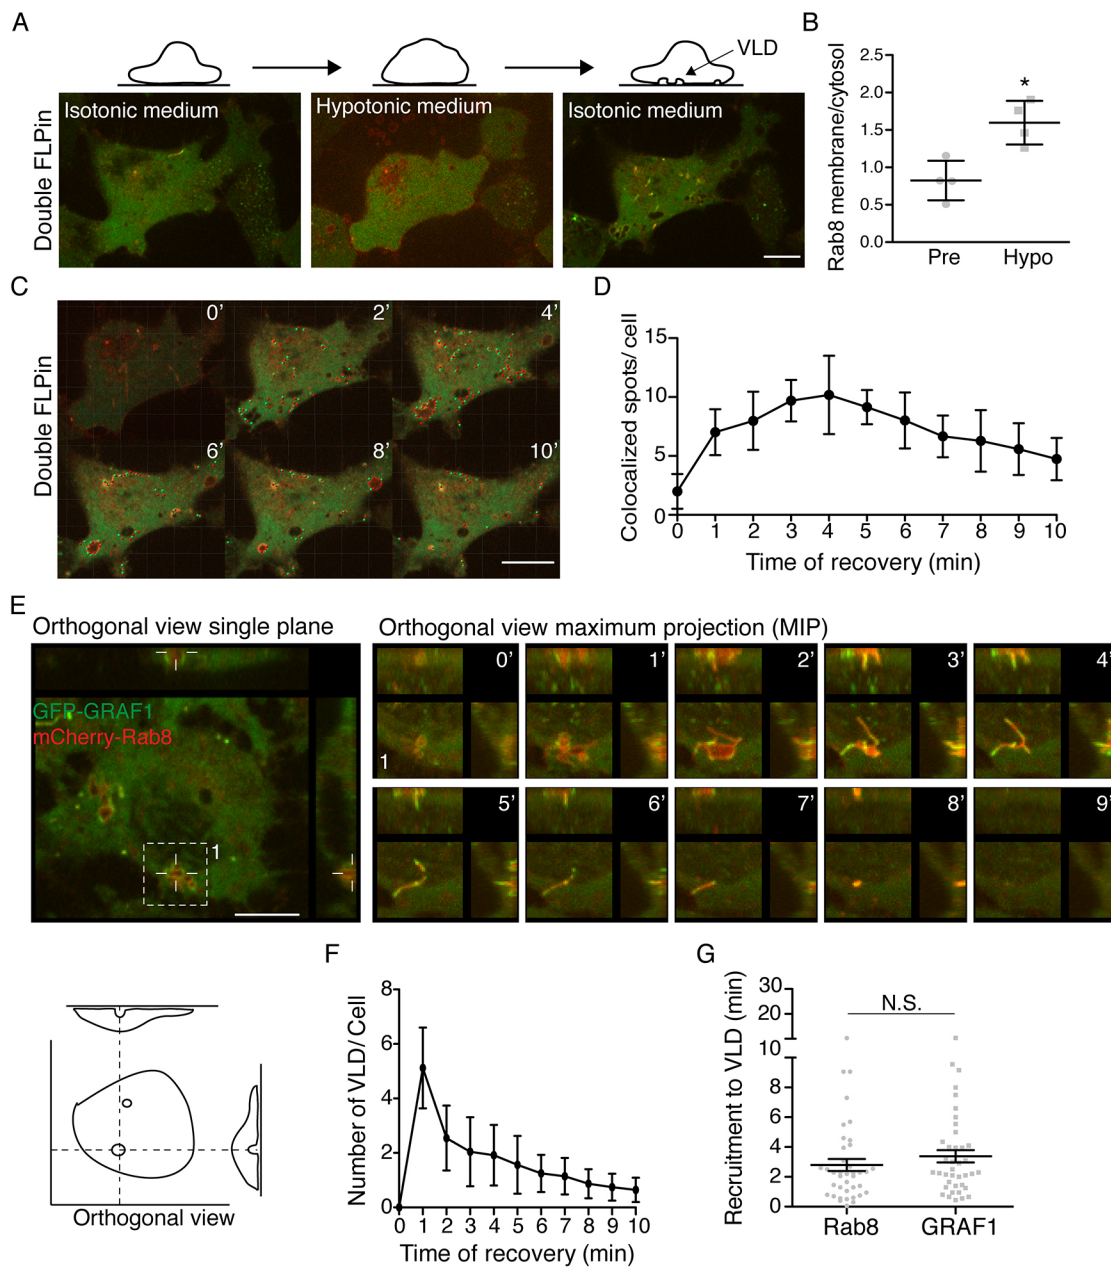 A
VLD
Double FLPin
Isotonic medium
Hypotonic medium
Isotonic medium
B
Rab8 membrane/cytosol
2.5
2.0
1.5
1.0
0.5
0.0
*
Pre
Hypo
C
Double FLPin
0’
2’
4’
6’
8’
10’
D
Colocalized spots/cell
15
10
5
0
0 1 2 3 4 5 6 7 8 9 10
Time of recovery (min)
E
Orthogonal view single plane
GFP-GRAF1
mCherry-Rab8
1
Orthogonal view maximum projection (MIP)
0’
1’
2’
3’
4’
1
5’
6’
7’
8’
9’
Orthogonal view
F
Number of VLD/Cell
8
6
4
2
0
0 1 2 3 4 5 6 7 8 9 10
Time of recovery (min)
G
Recruitment to VLD (min)
30
20
10
8
6
4
2
0
N.S.
Rab8
GRAF1